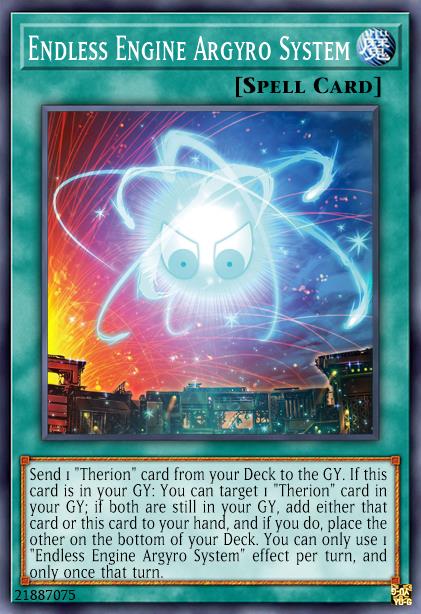 ENDLESS ENGINE ARGYRO SYSTEM
魔
[SPELL CARD]
Send 1 "Therion" card from your Deck to the GY. If this
card is in your GY: You can target 1 "Therion" card in
your GY; if both are still in your GY, add either that
card or this card to your hand, and if you do, place the
other on the bottom of your Deck. You can only use 1
"Endless Engine Argyro System" effect per turn, and
only once that turn.
21887075